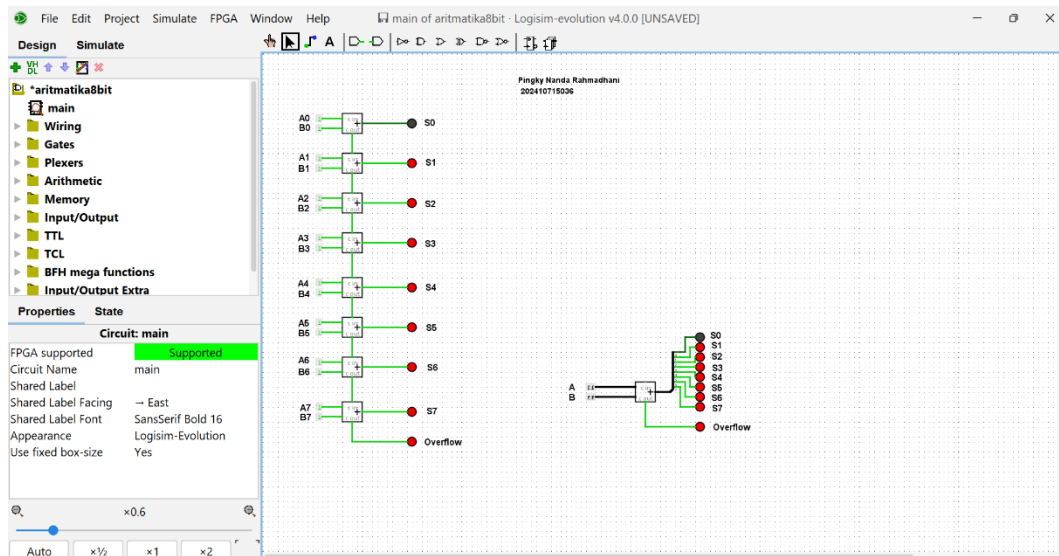 File Edit Project Simulate FPGA Window Help main of aritmatika8bit · Logisim-evolution v4.0.0 [UNSAVED]
Design Simulate
A
VH
DL
*aritmatika8bit
main
Wiring
Gates
Plexers
Arithmetic
Memory
Input/Output
TTL
TCL
BFH mega functions
Input/Output Extra
Properties State
Circuit: main
FPGA supported Supported
Circuit Name main
Shared Label
Shared Label Facing → East
Shared Label Font SansSerif Bold 16
Appearance Logisim-Evolution
Use fixed box-size Yes
×0.6
Auto ×½ ×1 ×2
Pingky Nanda Rahmadhani
202410715036
A0
B0
S0
A1
B1
S1
A2
B2
S2
A3
B3
S3
A4
B4
S4
A5
B5
S5
A6
B6
S6
A7
B7
S7
Overflow
A
B
S0
S1
S2
S3
S4
S5
S6
S7
Overflow